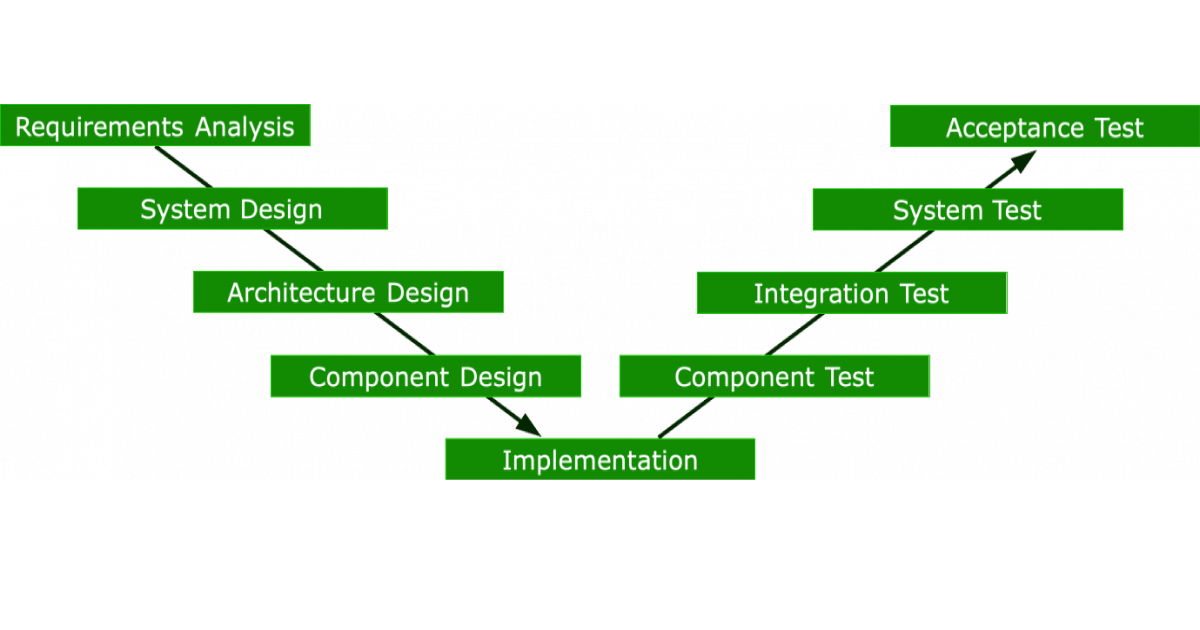 Requirements Analysis
Acceptance Test
System Design
System Test
Architecture Design
Integration Test
Component Design
Component Test
Implementation